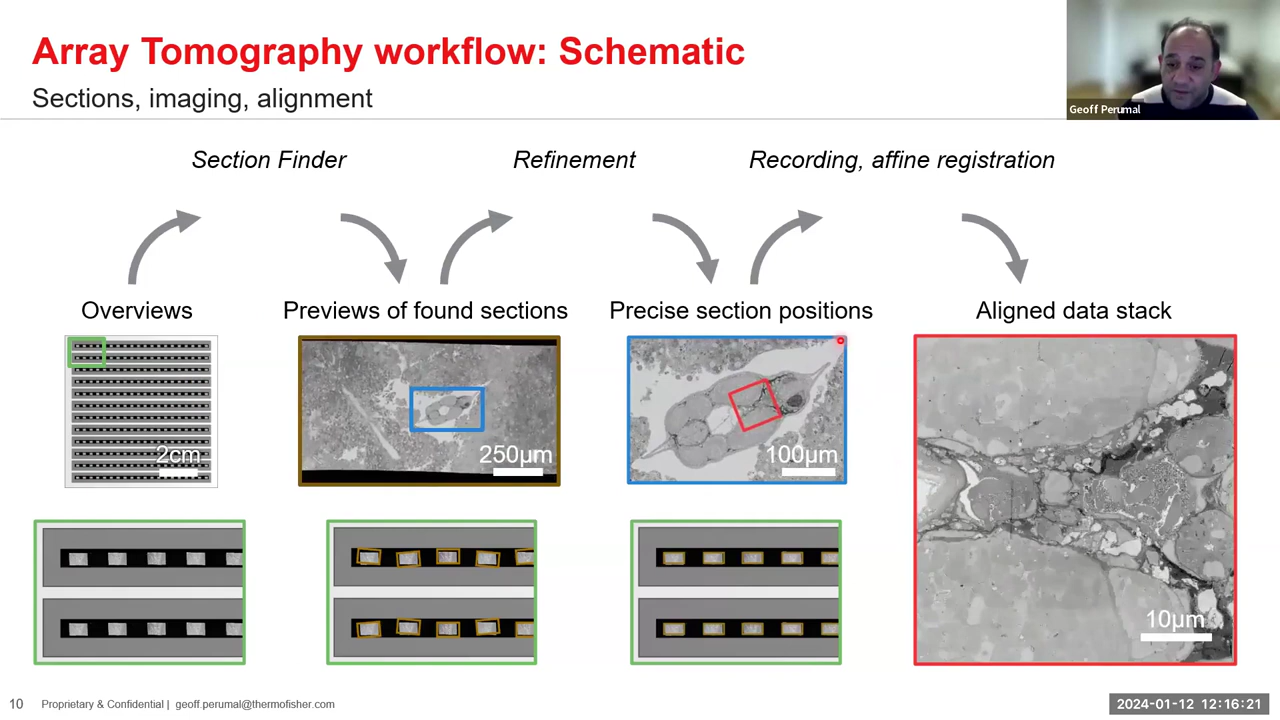 Array Tomography workflow: Schematic
Sections, imaging, alignment
Geoff Perumal
Section Finder
Refinement
Recording, affine registration
Overviews
Previews of found sections
Precise section positions
Aligned data stack
2cm
250µm
100µm
10µm
10 Proprietary & Confidential | geoff.perumal@thermofisher.com
2024-01-12 12:16:21